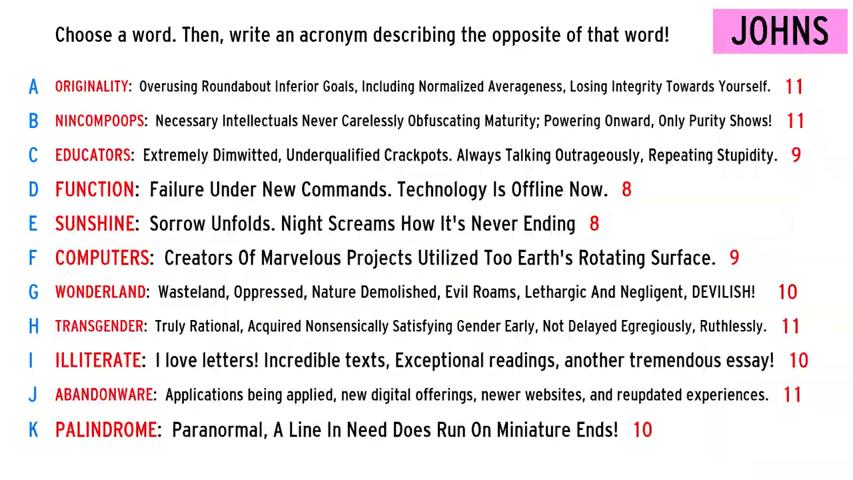 Choose a word. Then, write an acronym describing the opposite of that word!
JOHNS
A ORIGINALITY: Overusing Roundabout Inferior Goals, Including Normalized Averageness, Losing Integrity Towards Yourself. 11
B NINCOMPOOPS: Necessary Intellectuals Never Carelessly Obfuscating Maturity; Powering Onward, Only Purity Shows! 11
C EDUCATORS: Extremely Dimwitted, Underqualified Crackpots. Always Talking Outrageously, Repeating Stupidity. 9
D FUNCTION: Failure Under New Commands. Technology Is Offline Now. 8
E SUNSHINE: Sorrow Unfolds. Night Screams How It's Never Ending 8
F COMPUTERS: Creators Of Marvelous Projects Utilized Too Earth's Rotating Surface. 9
G WONDERLAND: Wasteland, Oppressed, Nature Demolished, Evil Roams, Lethargic And Negligent, DEVILISH! 10
H TRANSGENDER: Truly Rational, Acquired Nonsensically Satisfying Gender Early, Not Delayed Egregiously, Ruthlessly. 11
I ILLITERATE: I love letters! Incredible texts, Exceptional readings, another tremendous essay! 10
J ABANDONWARE: Applications being applied, new digital offerings, newer websites, and reupdated experiences. 11
K PALINDROME: Paranormal, A Line In Need Does Run On Miniature Ends! 10